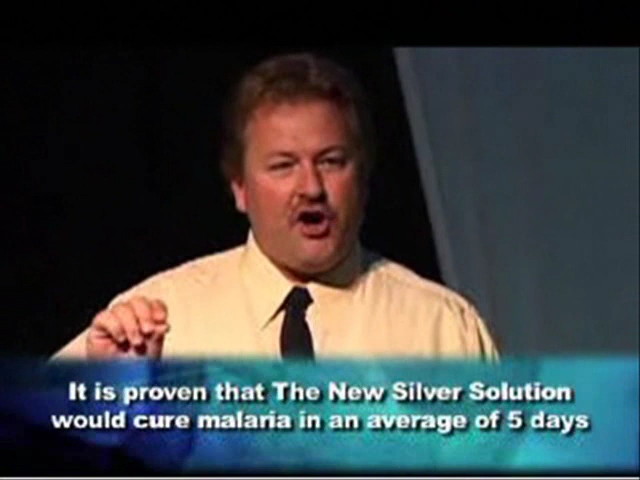 It is proven that The New Silver Solution
would cure malaria in an average of 5 days